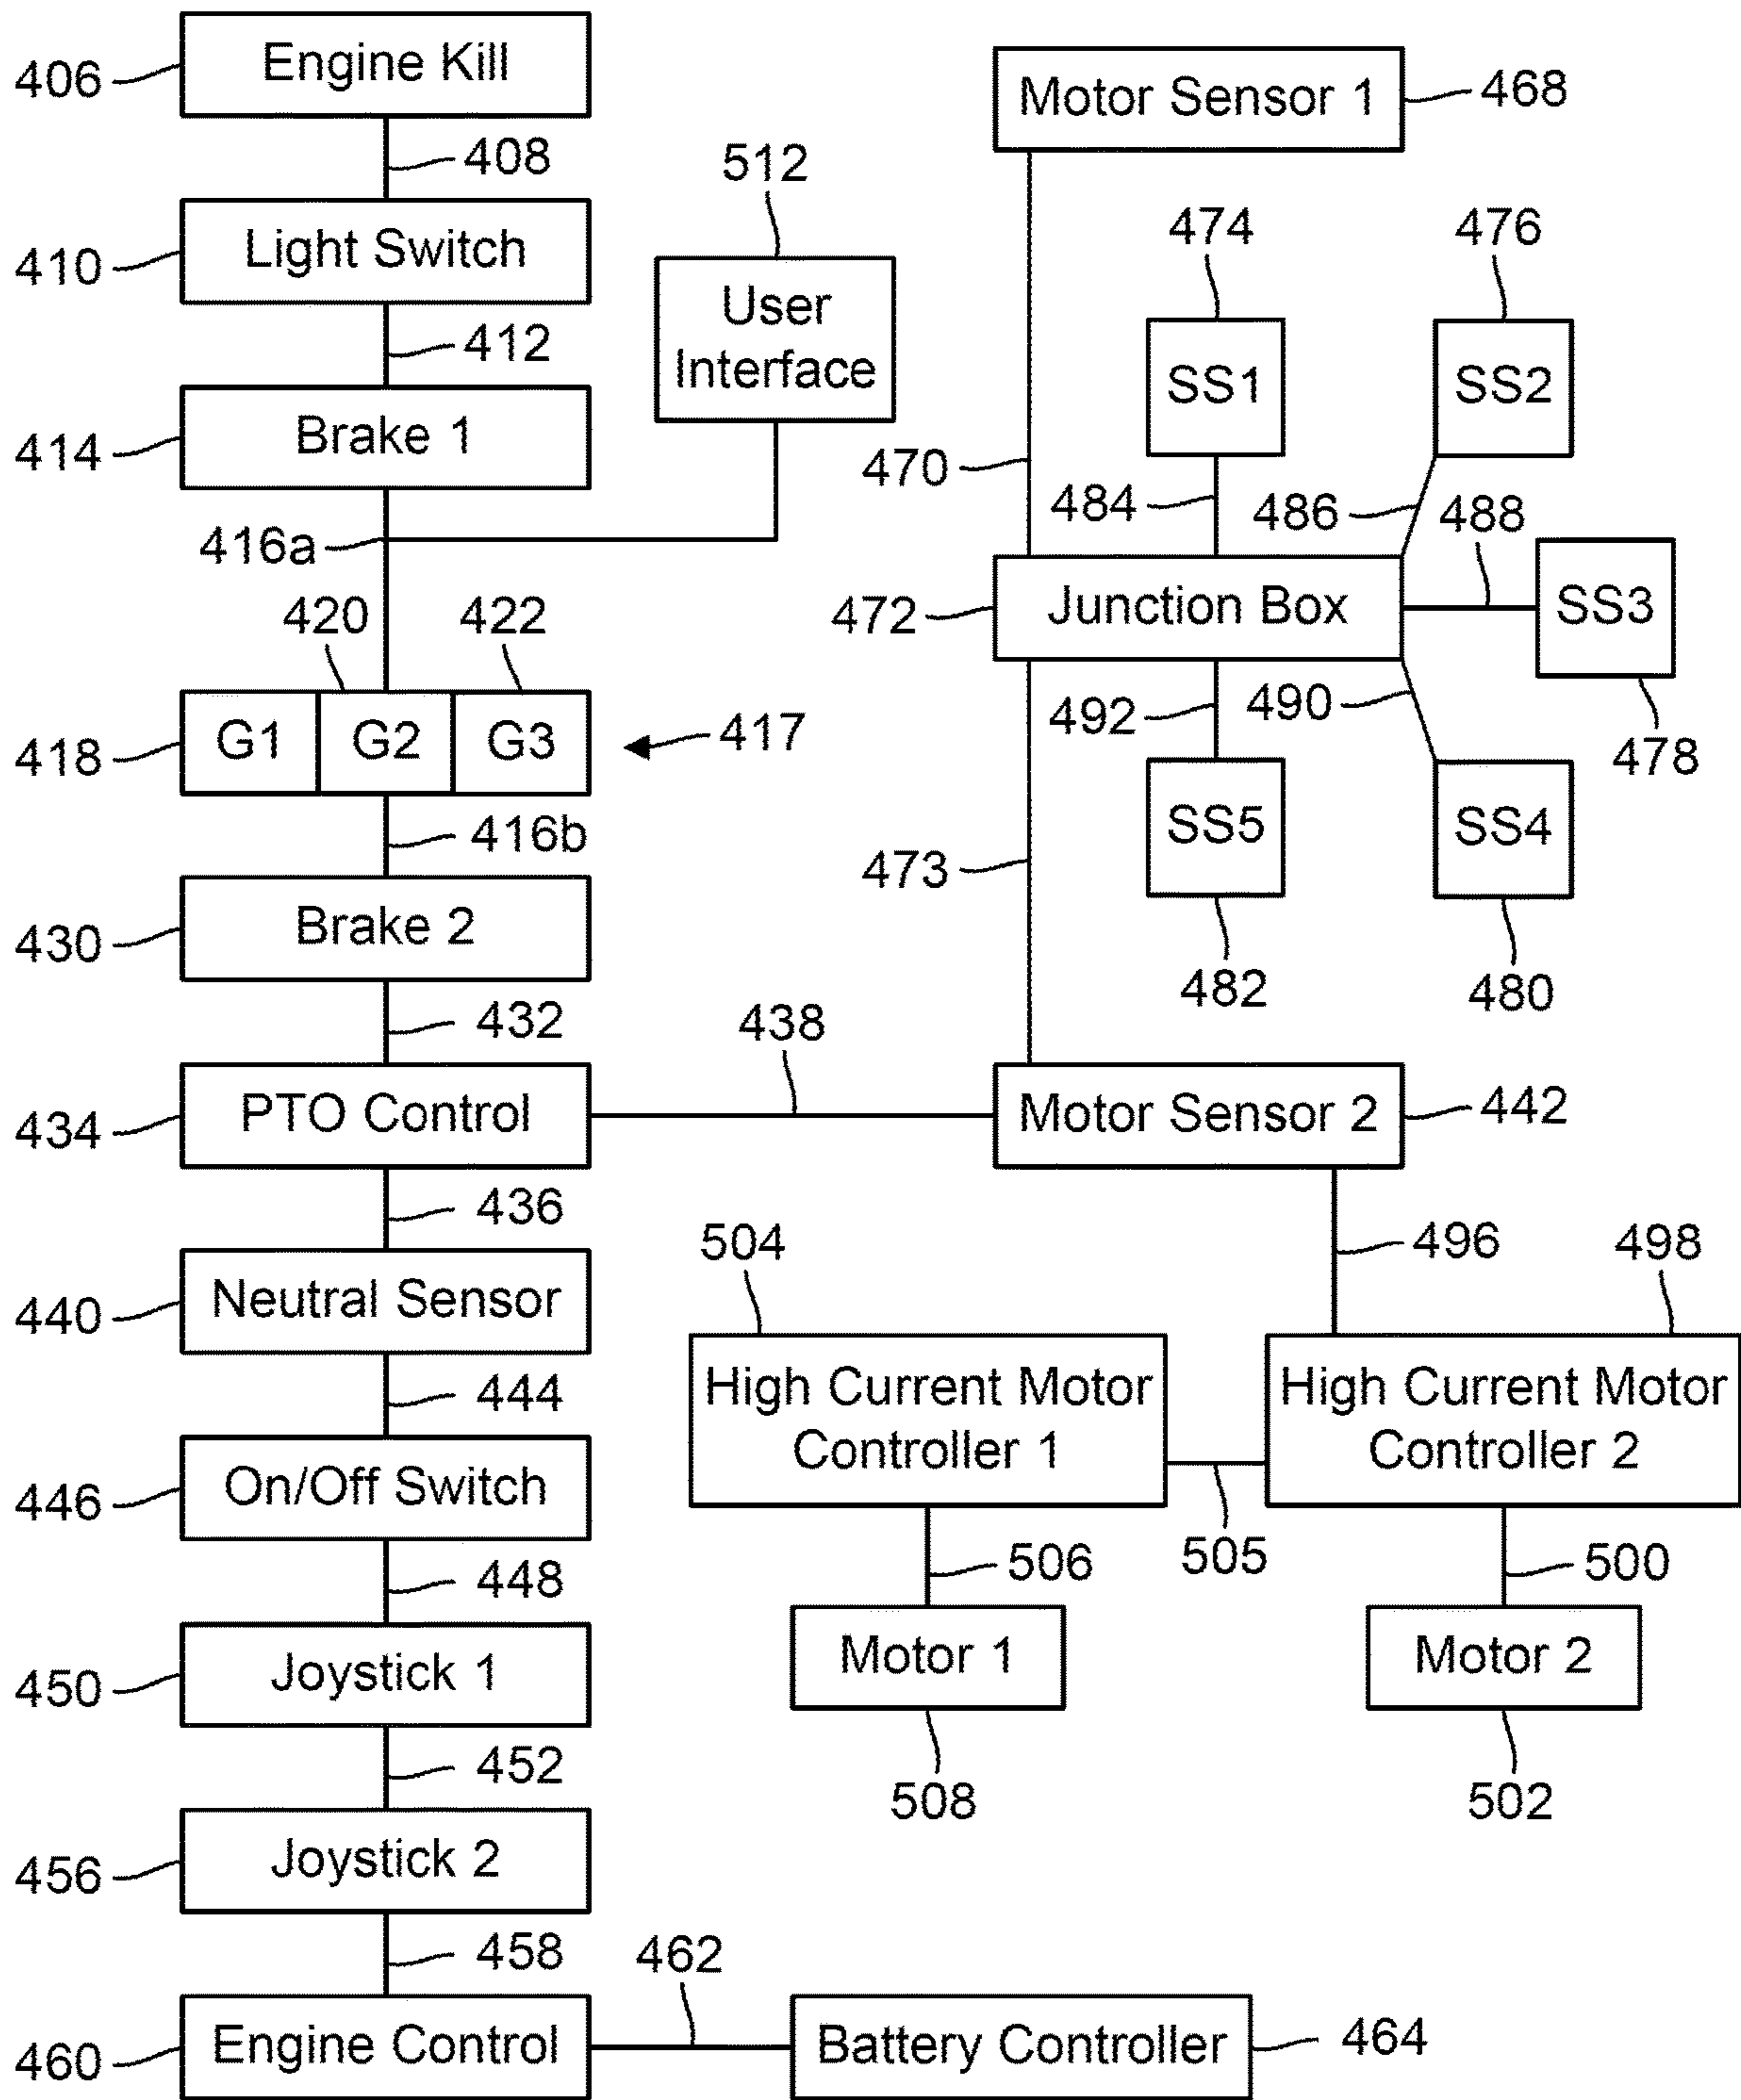 Engine Kill
406
408
Light Switch
410
412
Brake 1
414
416a
512
User
Interface
420
422
418
G1
G2
G3
417
416b
Brake 2
430
432
438
PTO Control
434
436
Neutral Sensor
440
444
On/Off Switch
446
448
Joystick 1
450
452
Joystick 2
456
458
462
Engine Control
460
Battery Controller
464
Motor Sensor 1
468
474
476
SS1
SS2
470
484
486
488
Junction Box
472
SS3
478
492
490
SS5
SS4
473
482
480
Motor Sensor 2
442
504
496
498
High Current Motor
Controller 1
High Current Motor
Controller 2
506
505
500
Motor 1
Motor 2
508
502